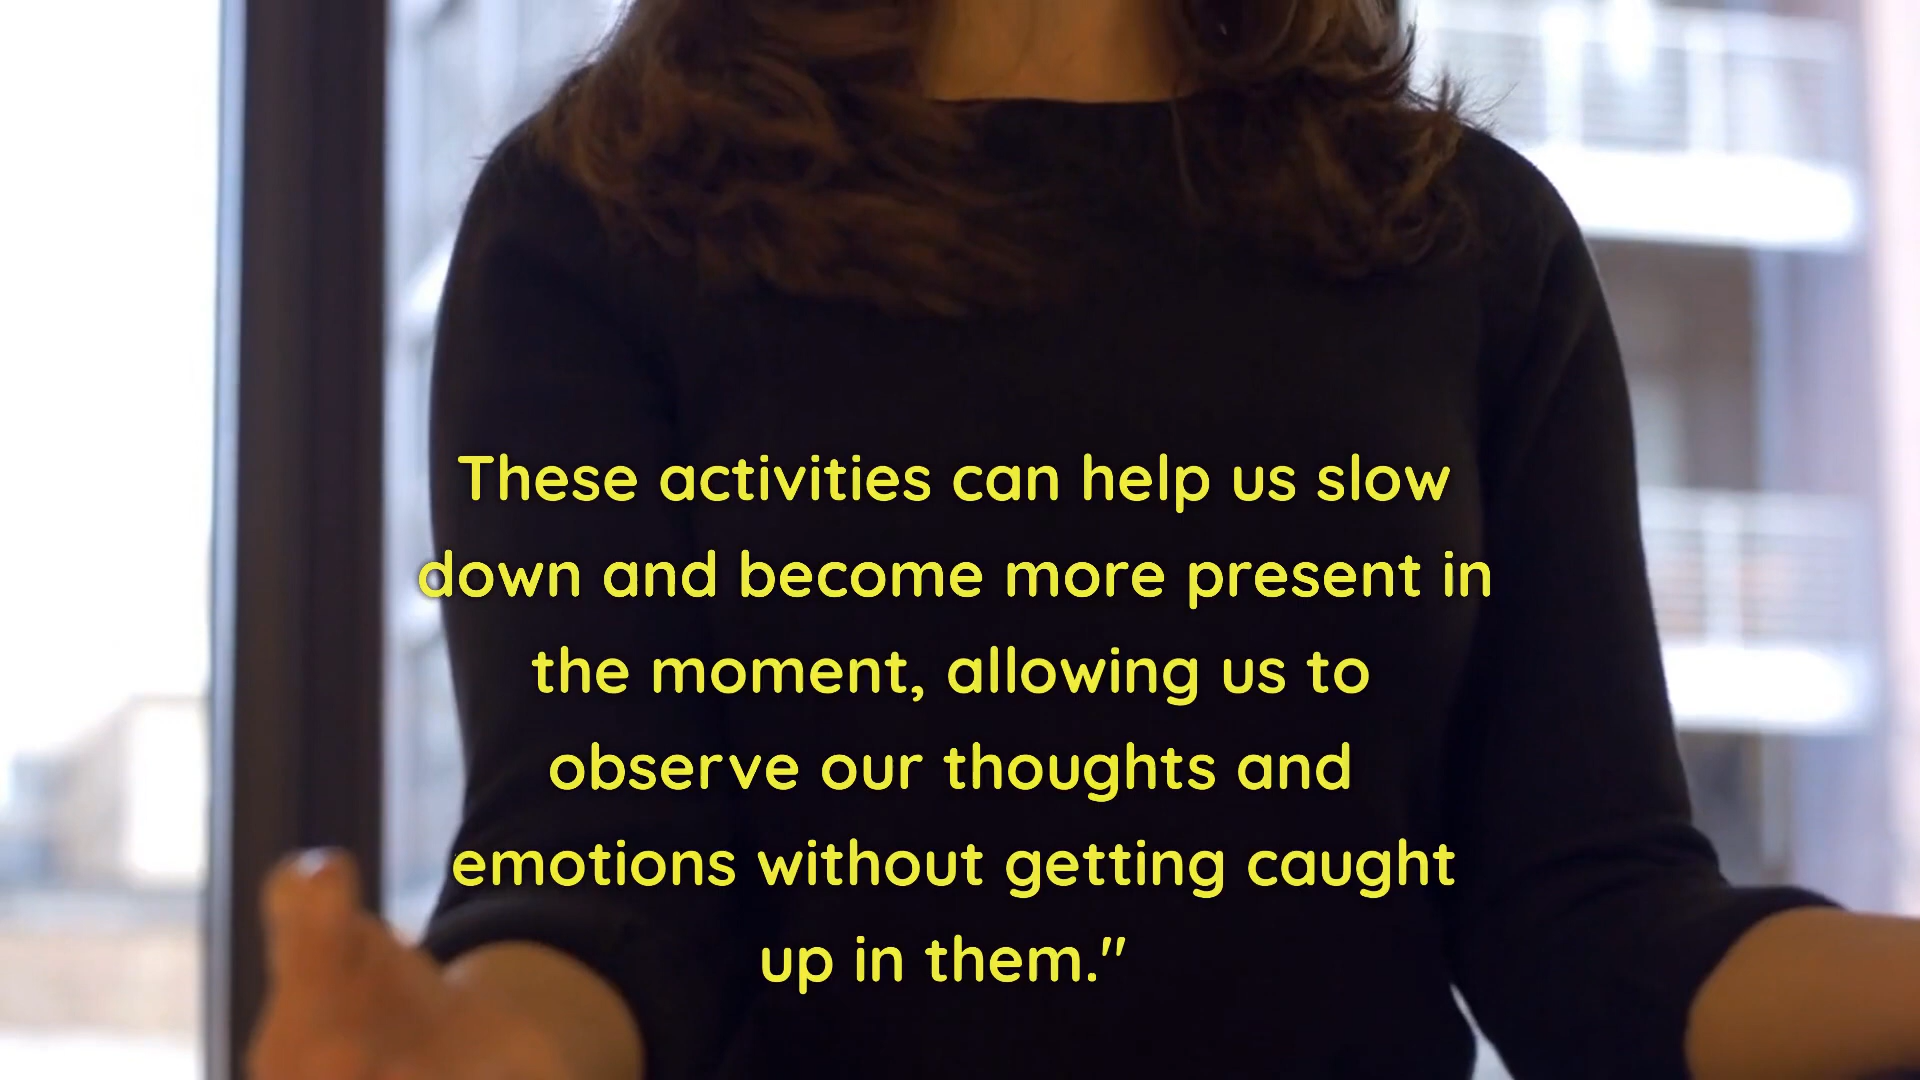 These activities can help us slow
down and become more present in
the moment, allowing us to
observe our thoughts and
emotions without getting caught
up in them."